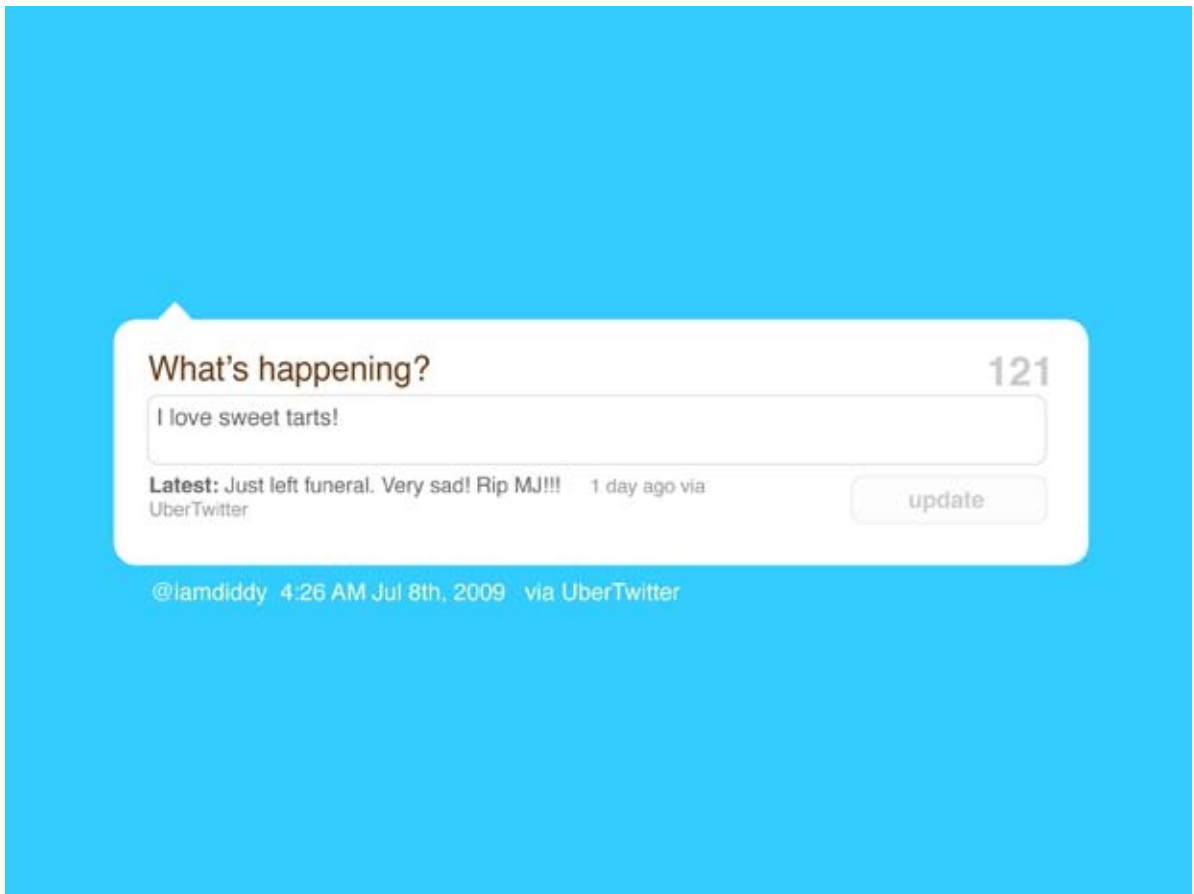 What's happening? 121
I love sweet tarts!
Latest: Just left funeral. Very sad! Rip MJ!!! 1 day ago via
UberTwitter
update
@iamdiddy 4:26 AM Jul 8th, 2009 via UberTwitter